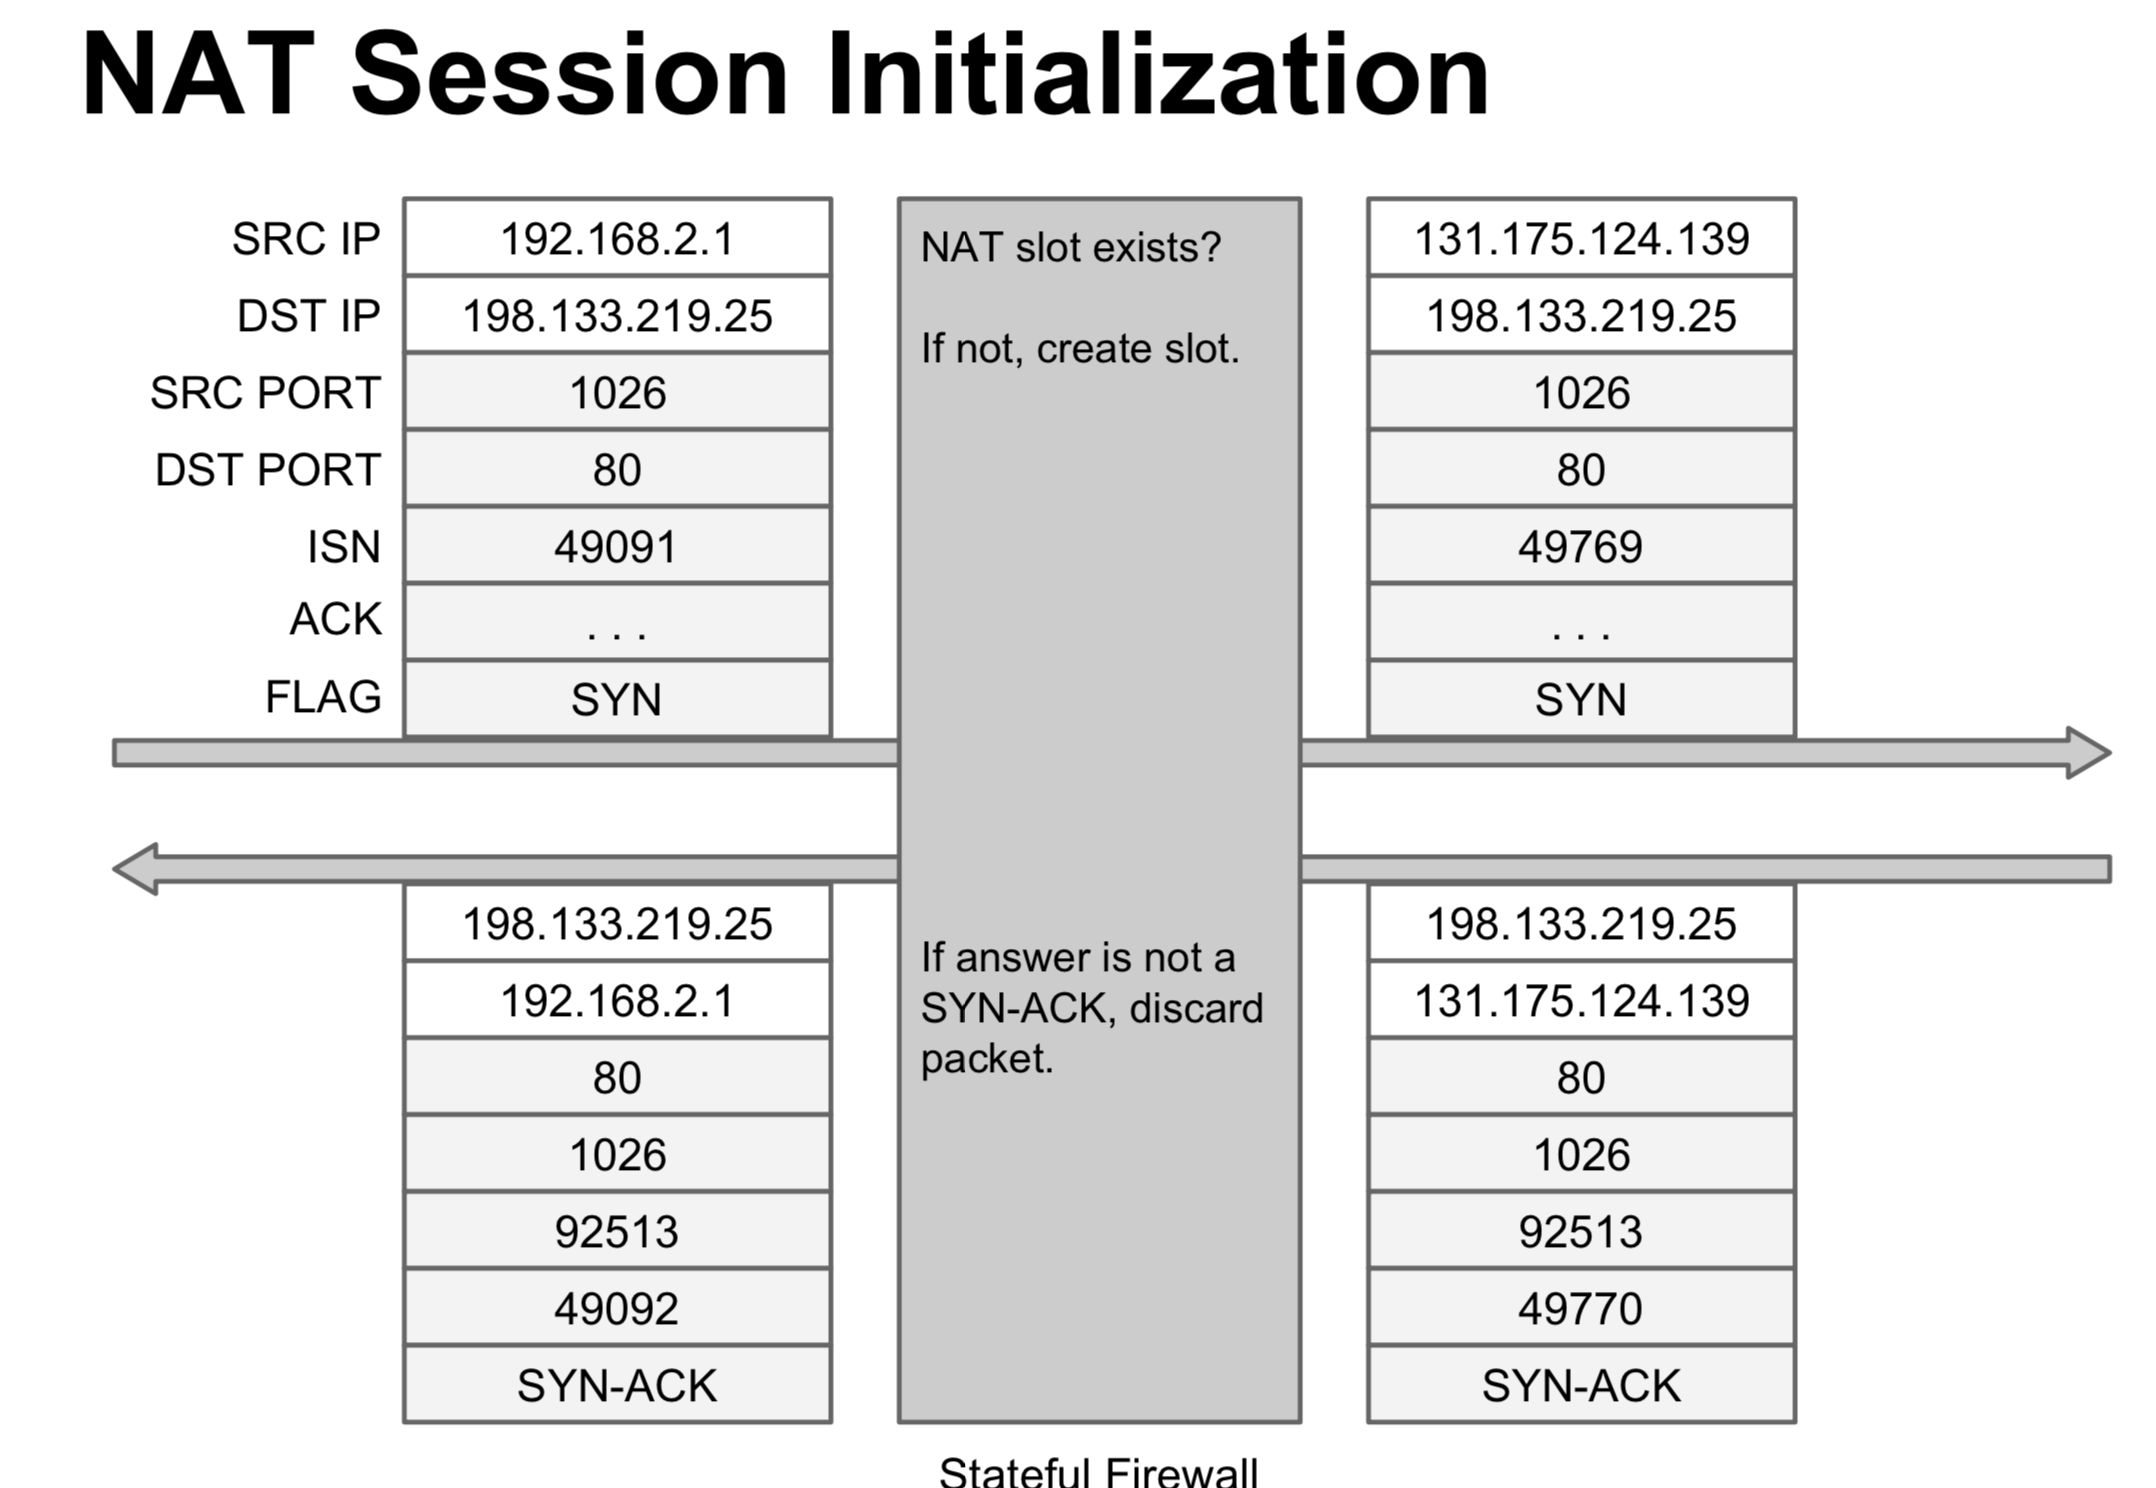 NAT Session Initialization
SRC IP
192.168.2.1
DST IP
198.133.219.25
SRC PORT
1026
DST PORT
80
ISN
49091
ACK
. . .
FLAG
SYN
NAT slot exists?
If not, create slot.
131.175.124.139
198.133.219.25
1026
80
49769
. . .
SYN
198.133.219.25
192.168.2.1
80
1026
92513
49092
SYN-ACK
If answer is not a
SYN-ACK, discard
packet.
198.133.219.25
131.175.124.139
80
1026
92513
49770
SYN-ACK
Stateful Firewall